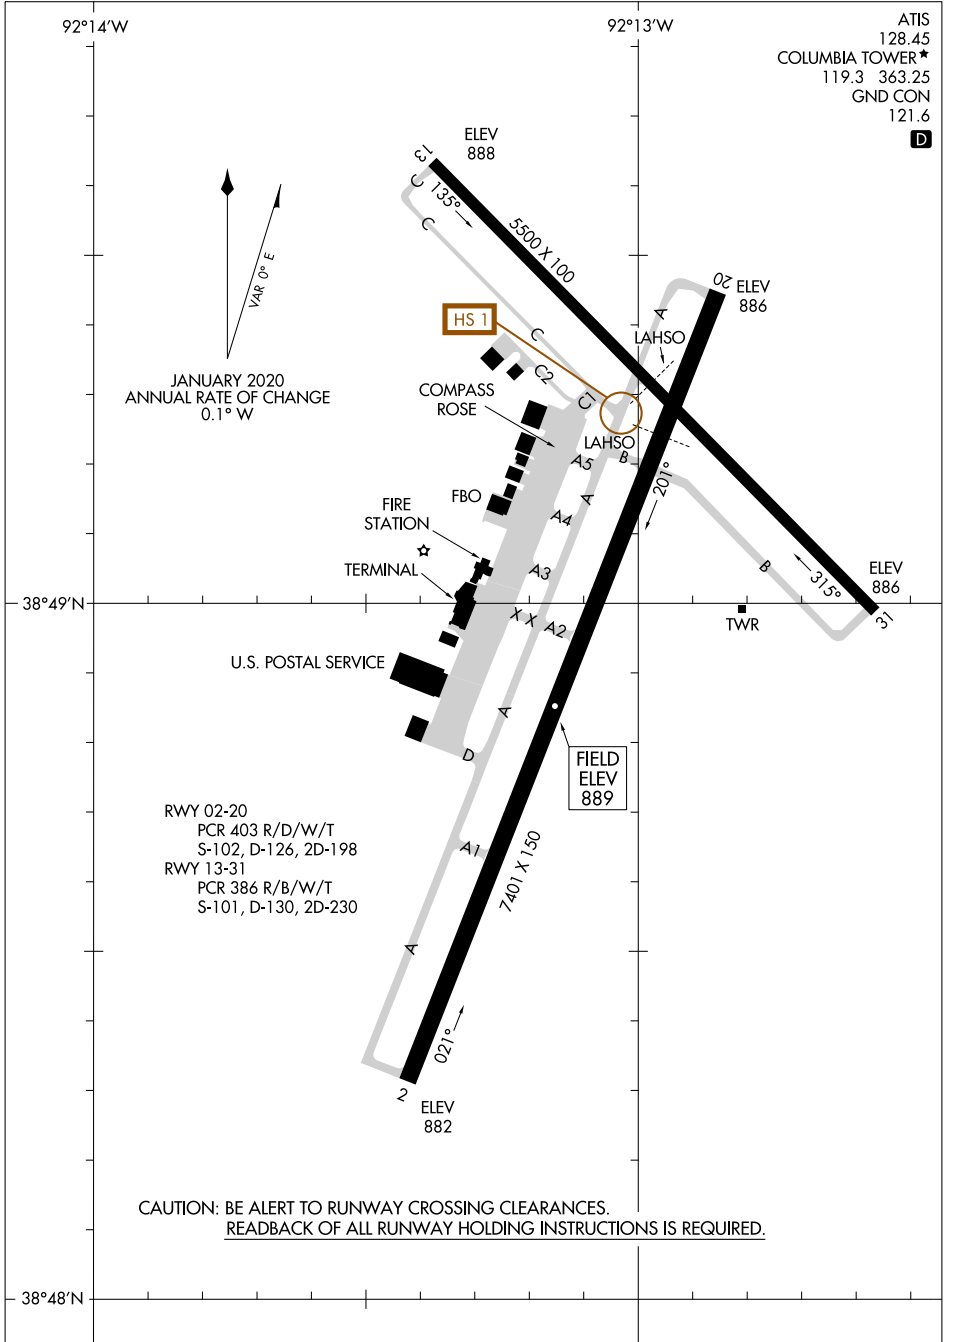 92°14'W
92°13'W
ATIS
128.45
COLUMBIA TOWER★
119.3 363.25
GND CON
121.6
D
ELEV
888
13
135°
C
C
5500 X 100
VAR 0° E
JANUARY 2020
ANNUAL RATE OF CHANGE
0.1° W
HS 1
20
ELEV
886
A
LAHSO
C
C2
C1
COMPASS
ROSE
LAHSO
A5
B
A
201°
FBO
A4
FIRE
STATION
TERMINAL
A3
B
315°
ELEV
886
31
38°49'N
X X
A2
TWR
U.S. POSTAL SERVICE
A
D
FIELD
ELEV
889
RWY 02-20
PCR 403 R/D/W/T
S-102, D-126, 2D-198
RWY 13-31
PCR 386 R/B/W/T
S-101, D-130, 2D-230
A1
7401 X 150
A
021°
2
ELEV
882
CAUTION: BE ALERT TO RUNWAY CROSSING CLEARANCES.
READBACK OF ALL RUNWAY HOLDING INSTRUCTIONS IS REQUIRED.
38°48'N